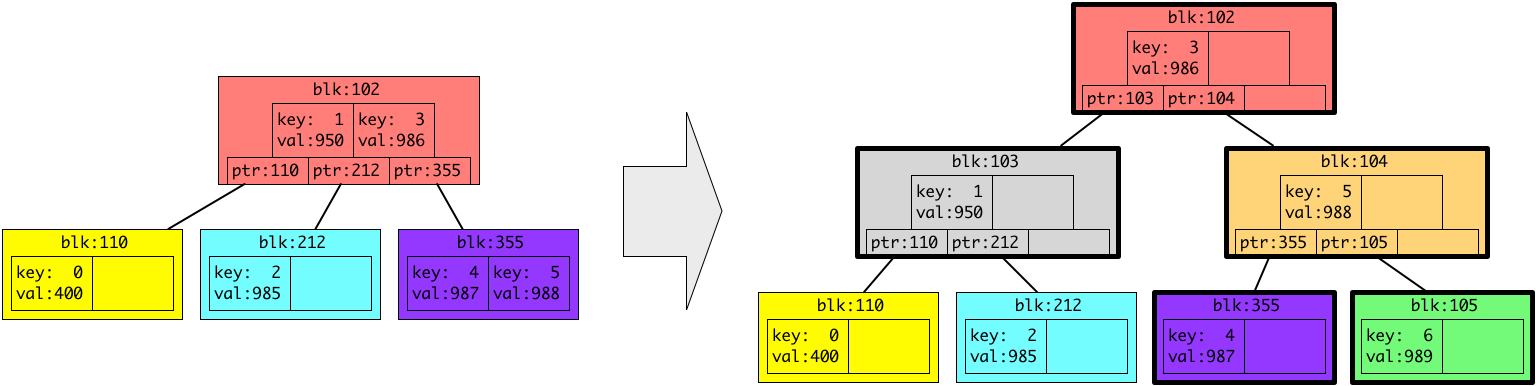 blk:102
key: 1 key: 3
val:950 val:986
ptr:110 ptr:212 ptr:355
blk:110
key: 0
val:400
blk:212
key: 2
val:985
blk:355
key: 4 key: 5
val:987 val:988
blk:102
key: 3
val:986
ptr:103 ptr:104
blk:103
key: 1
val:950
ptr:110 ptr:212
blk:104
key: 5
val:988
ptr:355 ptr:105
blk:110
key: 0
val:400
blk:212
key: 2
val:985
blk:355
key: 4
val:987
blk:105
key: 6
val:989